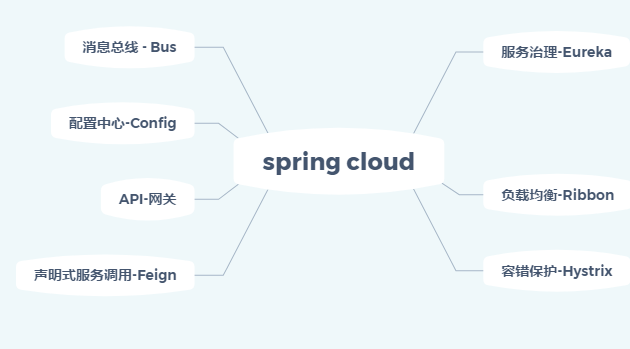 消息总线 - Bus
配置中心-Config
API-网关
声明式服务调用-Feign
spring cloud
服务治理-Eureka
负载均衡-Ribbon
容错保护-Hystrix